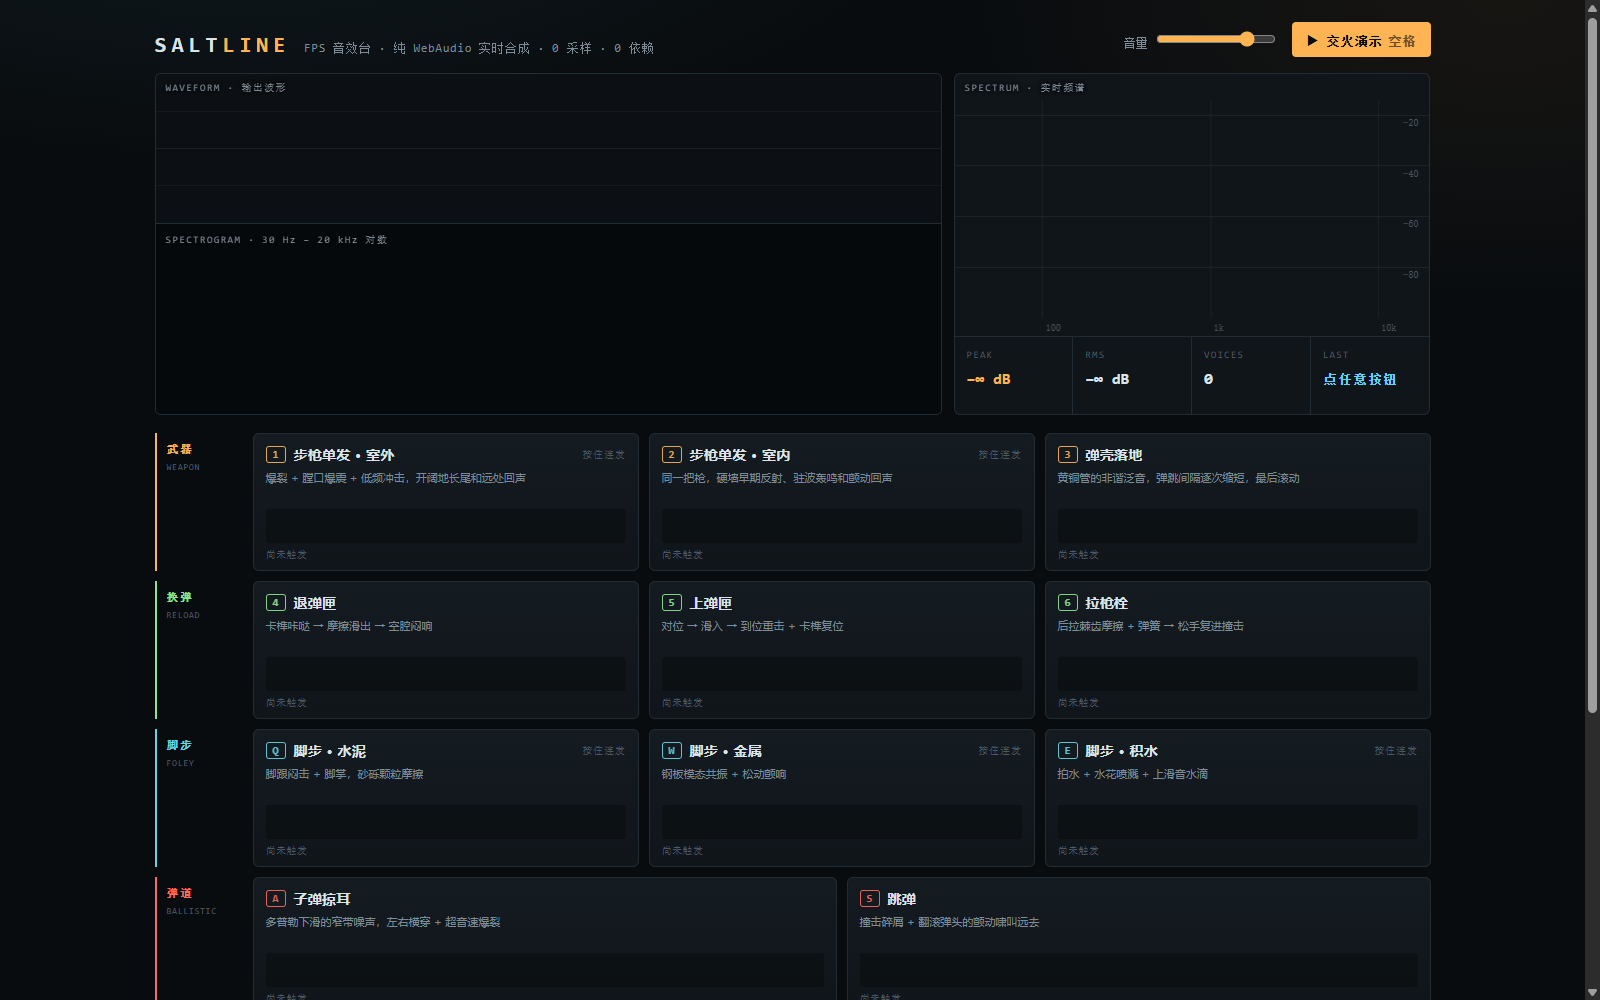 SALTLINE FPS 音效台 · 纯 WebAudio 实时合成 · 0 采样 · 0 依赖
音量
▶ 交火演示 空格
WAVEFORM · 输出波形
SPECTROGRAM · 30 Hz – 20 kHz 对数
SPECTRUM · 实时频谱
−20
−40
−60
−80
100 1k 10k
PEAK
−∞ dB
RMS
−∞ dB
VOICES
0
LAST
点任意按钮
武器
WEAPON
1 步枪单发 • 室外 按住连发
爆裂 + 膛口爆震 + 低频冲击，开阔地长尾和远处回声
尚未触发
2 步枪单发 • 室内 按住连发
同一把枪，硬墙早期反射、驻波轰鸣和颤动回声
尚未触发
3 弹壳落地
黄铜管的非谐泛音，弹跳间隔逐次缩短，最后滚动
尚未触发
换弹
RELOAD
4 退弹匣
卡榫咔哒 → 摩擦滑出 → 空腔闷响
尚未触发
5 上弹匣
对位 → 滑入 → 到位重击 + 卡榫复位
尚未触发
6 拉枪栓
后拉棘齿摩擦 + 弹簧 → 松手复进撞击
尚未触发
脚步
FOLEY
Q 脚步 • 水泥 按住连发
脚跟闷击 + 脚掌，砂砾颗粒摩擦
尚未触发
W 脚步 • 金属 按住连发
钢板模态共振 + 松动颤响
尚未触发
E 脚步 • 积水 按住连发
拍水 + 水花喷溅 + 上滑音水滴
尚未触发
弹道
BALLISTIC
A 子弹掠耳
多普勒下滑的窄带噪声，左右横穿 + 超音速爆裂
尚未触发
S 跳弹
撞击碎屑 + 翻滚弹头的颤动啸叫远去
尚未触发